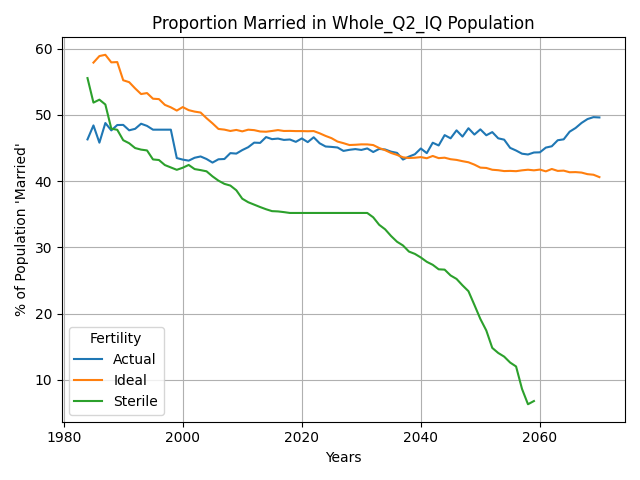 Proportion Married in Whole_Q2_IQ Population
% of Population 'Married'
60
50
40
30
20
10
Fertility
Actual
Ideal
Sterile
1980 2000 2020 2040 2060
Years